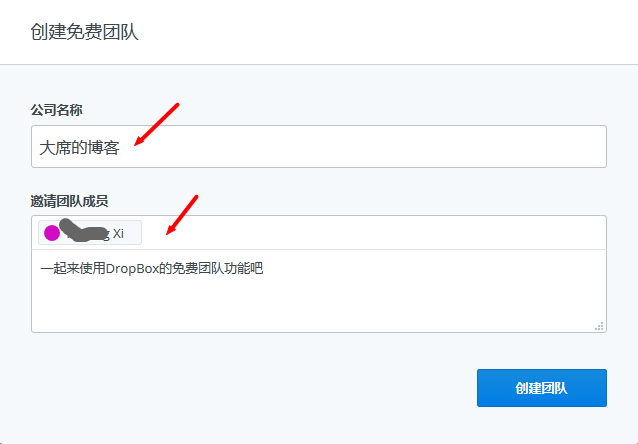 创建免费团队
公司名称
大席的博客
邀请团队成员
Xi
一起来使用DropBox的免费团队功能吧
创建团队